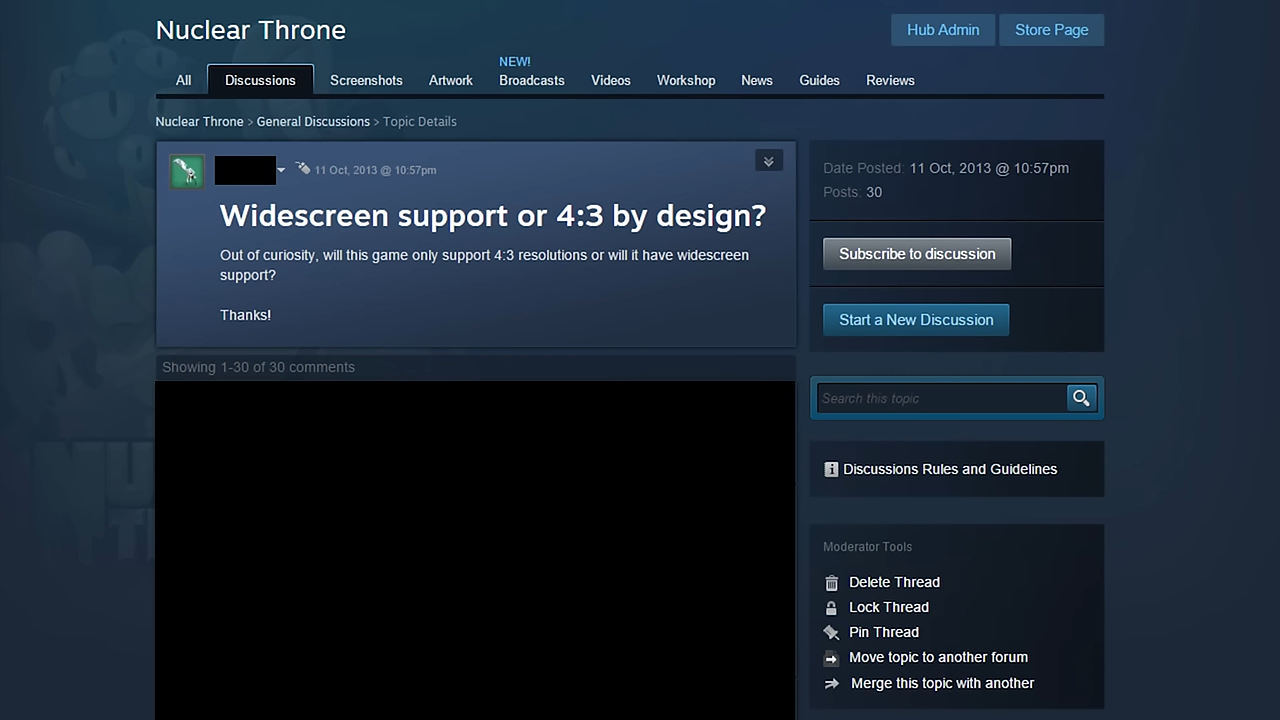 Nuclear Throne
Hub Admin
Store Page
NEW!
All
Discussions
Screenshots
Artwork
Broadcasts
Videos
Workshop
News
Guides
Reviews
Nuclear Throne > General Discussions > Topic Details
11 Oct, 2013 @ 10:57pm
Widescreen support or 4:3 by design?
Out of curiosity, will this game only support 4:3 resolutions or will it have widescreen
support?
Thanks!
Showing 1-30 of 30 comments
Date Posted: 11 Oct, 2013 @ 10:57pm
Posts: 30
Subscribe to discussion
Start a New Discussion
Search this topic
Discussions Rules and Guidelines
Moderator Tools
Delete Thread
Lock Thread
Pin Thread
Move topic to another forum
Merge this topic with another